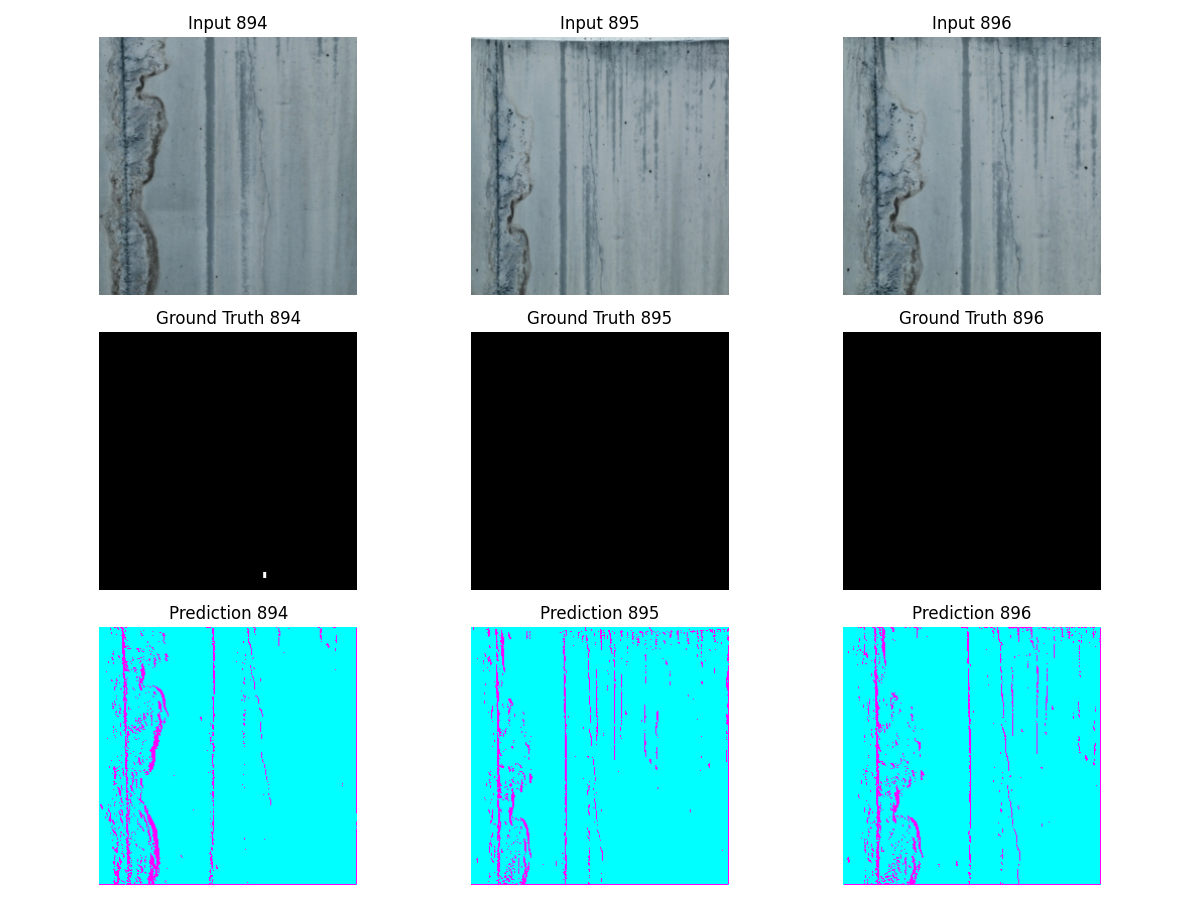 Input 894
Input 895
Input 896
Ground Truth 894
Ground Truth 895
Ground Truth 896
Prediction 894
Prediction 895
Prediction 896